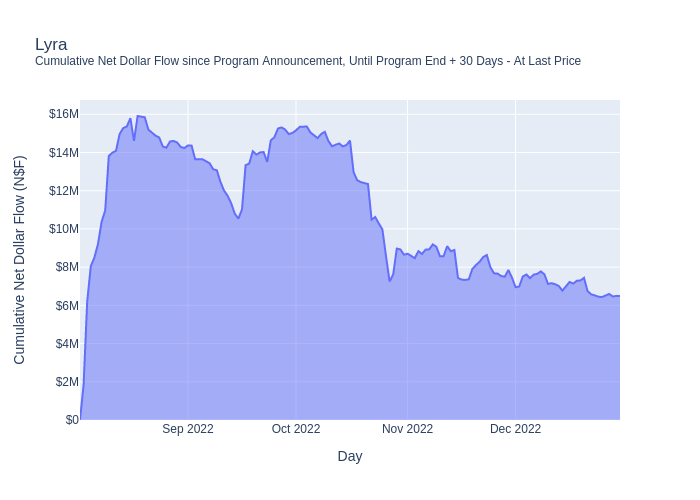 Lyra
Cumulative Net Dollar Flow since Program Announcement, Until Program End + 30 Days - At Last Price
$16M
$14M
$12M
$10M
$8M
$6M
$4M
$2M
$0
Cumulative Net Dollar Flow (N$F)
Sep 2022
Oct 2022
Nov 2022
Dec 2022
Day